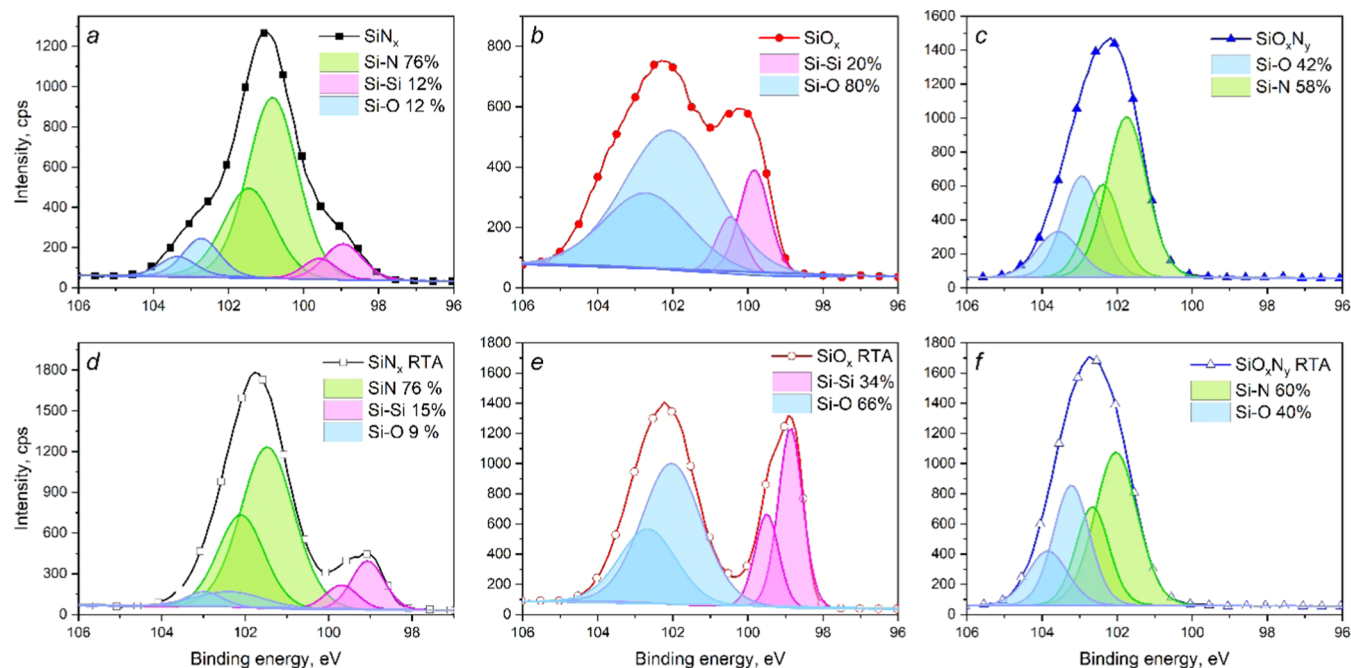 a
SiNₓ
Si-N 76%
Si-Si 12%
Si-O 12 %
Intensity, cps
1200
1000
800
600
400
200
0
106 104 102 100 98 96
b
SiOₓ
Si-Si 20%
Si-O 80%
800
600
400
200
0
106 104 102 100 98 96
c
SiOₓNᵧ
Si-O 42%
Si-N 58%
1600
1400
1200
1000
800
600
400
200
0
106 104 102 100 98 96
d
SiNₓ RTA
SiN 76 %
Si-Si 15%
Si-O 9 %
Intensity, cps
1800
1500
1200
900
600
300
0
106 104 102 100 98
Binding energy, eV
e
SiOₓ RTA
Si-Si 34%
Si-O 66%
1800
1600
1400
1200
1000
800
600
400
200
0
106 104 102 100 98 96
Binding energy, eV
f
SiOₓNᵧ RTA
Si-N 60%
Si-O 40%
1800
1600
1400
1200
1000
800
600
400
200
0
106 104 102 100 98 96
Binding energy, eV